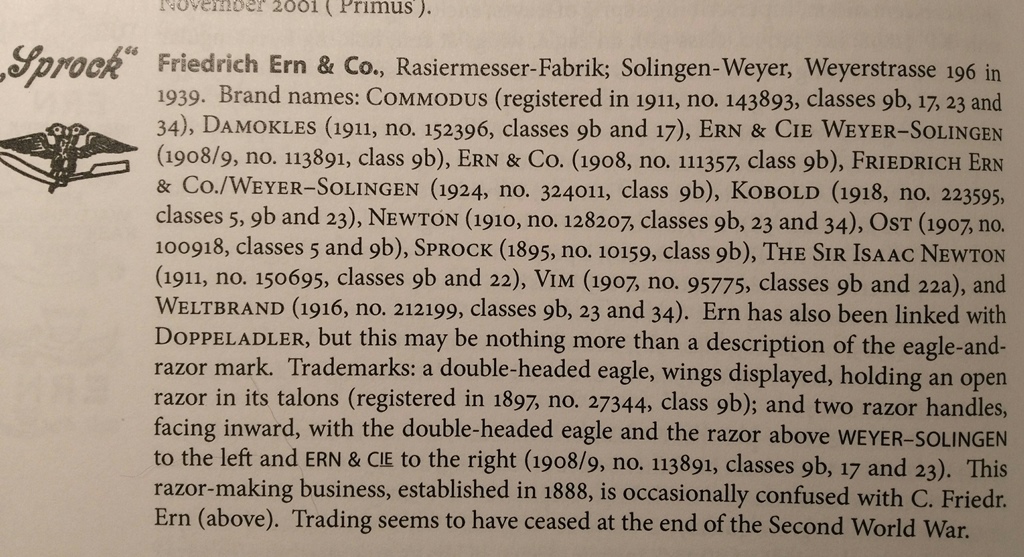 November 2001 ("Primus").
„Sprock“
Friedrich Ern & Co., Rasiermesser-Fabrik; Solingen-Weyer, Weyerstrasse 196 in
1939. Brand names: COMMODUS (registered in 1911, no. 143893, classes 9b, 17, 23 and
34), DAMOKLES (1911, no. 152396, classes 9b and 17), ERN & CIE WEYER–SOLINGEN
(1908/9, no. 113891, class 9b), ERN & CO. (1908, no. 111357, class 9b), FRIEDRICH ERN
& CO./WEYER–SOLINGEN (1924, no. 324011, class 9b), KOBOLD (1918, no. 223595,
classes 5, 9b and 23), NEWTON (1910, no. 128207, classes 9b, 23 and 34), OST (1907, no.
100918, classes 5 and 9b), SPROCK (1895, no. 10159, class 9b), THE SIR ISAAC NEWTON
(1911, no. 150695, classes 9b and 22), VIM (1907, no. 95775, classes 9b and 22a), and
WELTBRAND (1916, no. 212199, classes 9b, 23 and 34). Ern has also been linked with
DOPPELADLER, but this may be nothing more than a description of the eagle-and-
razor mark. Trademarks: a double-headed eagle, wings displayed, holding an open
razor in its talons (registered in 1897, no. 27344, class 9b); and two razor handles,
facing inward, with the double-headed eagle and the razor above WEYER–SOLINGEN
to the left and ERN & CIE to the right (1908/9, no. 113891, classes 9b, 17 and 23). This
razor-making business, established in 1888, is occasionally confused with C. Friedr.
Ern (above). Trading seems to have ceased at the end of the Second World War.